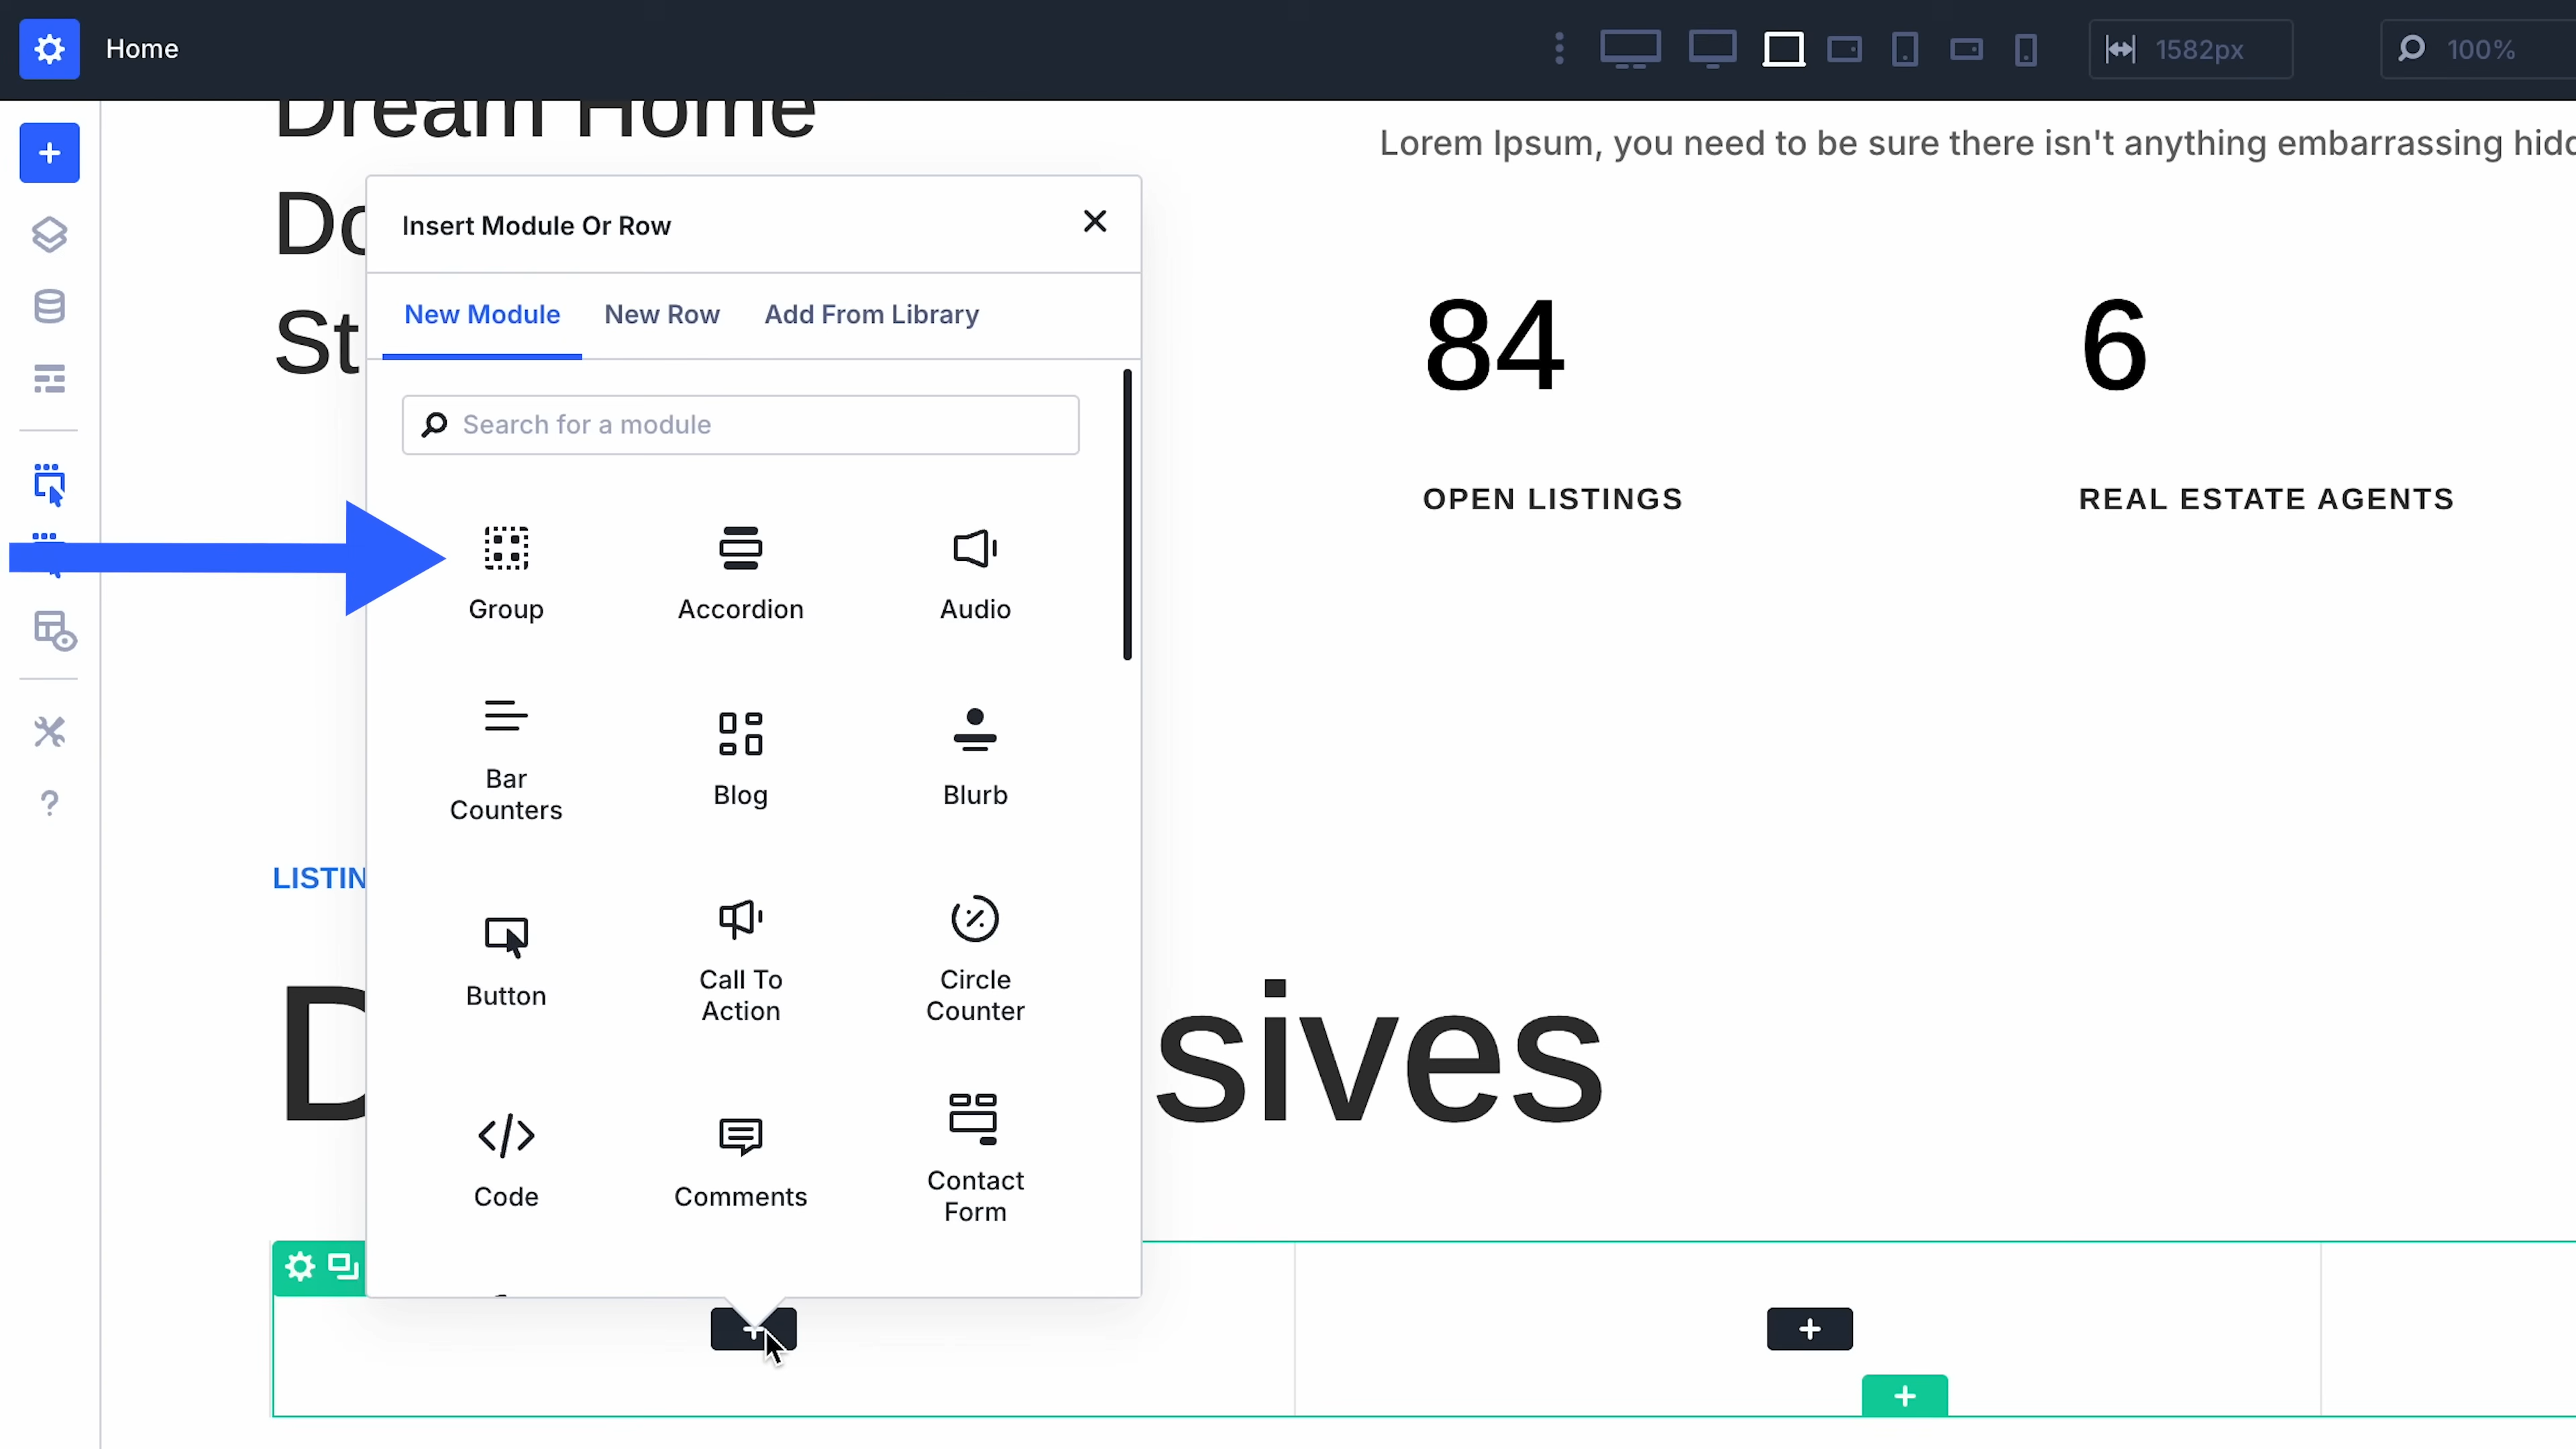 Home
1582px
100%
Dream Home
Lorem Ipsum, you need to be sure there isn't anything embarrassing hidd
Do
St
Insert Module Or Row
New Module
New Row
Add From Library
Search for a module
84
6
OPEN LISTINGS
REAL ESTATE AGENTS
Group
Accordion
Audio
Bar
Counters
Blog
Blurb
LISTIN
Button
Call To
Action
Circle
Counter
D
sives
Code
Comments
Contact
Form